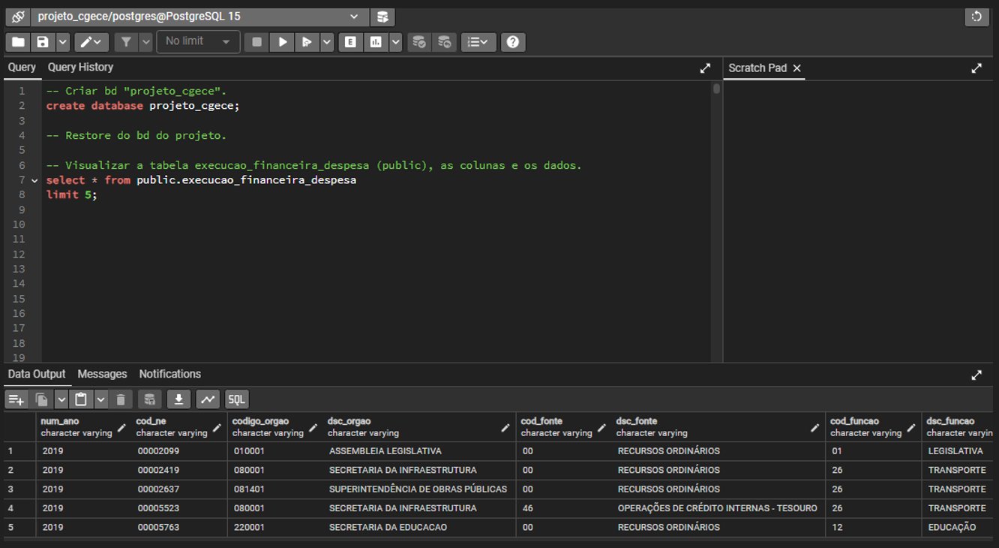 projeto_cgece/postgres@PostgreSQL 15
No limit
E
Query Query History
Scratch Pad
1 -- Criar bd "projeto_cgece".
2 create database projeto_cgece;
3
4 -- Restore do bd do projeto.
5
6 -- Visualizar a tabela execucao_financeira_despesa (public), as colunas e os dados.
7 select * from public.execucao_financeira_despesa
8 limit 5;
9
10
11
12
13
14
15
16
17
18
19
Data Output Messages Notifications
SQL
num_ano cod_ne codigo_orgao dsc_orgao cod_fonte dsc_fonte cod_funcao dsc_funcao
character varying character varying character varying character varying character varying character varying character varying character varyin
1 2019 00002099 010001 ASSEMBLEIA LEGISLATIVA 00 RECURSOS ORDINÁRIOS 01 LEGISLATIVA
2 2019 00002419 080001 SECRETARIA DA INFRAESTRUTURA 00 RECURSOS ORDINÁRIOS 26 TRANSPORTE
3 2019 00002637 081401 SUPERINTENDÊNCIA DE OBRAS PÚBLICAS 00 RECURSOS ORDINÁRIOS 26 TRANSPORTE
4 2019 00005523 080001 SECRETARIA DA INFRAESTRUTURA 46 OPERAÇÕES DE CRÉDITO INTERNAS - TESOURO 26 TRANSPORTE
5 2019 00005763 220001 SECRETARIA DA EDUCACAO 00 RECURSOS ORDINÁRIOS 12 EDUCAÇÃO